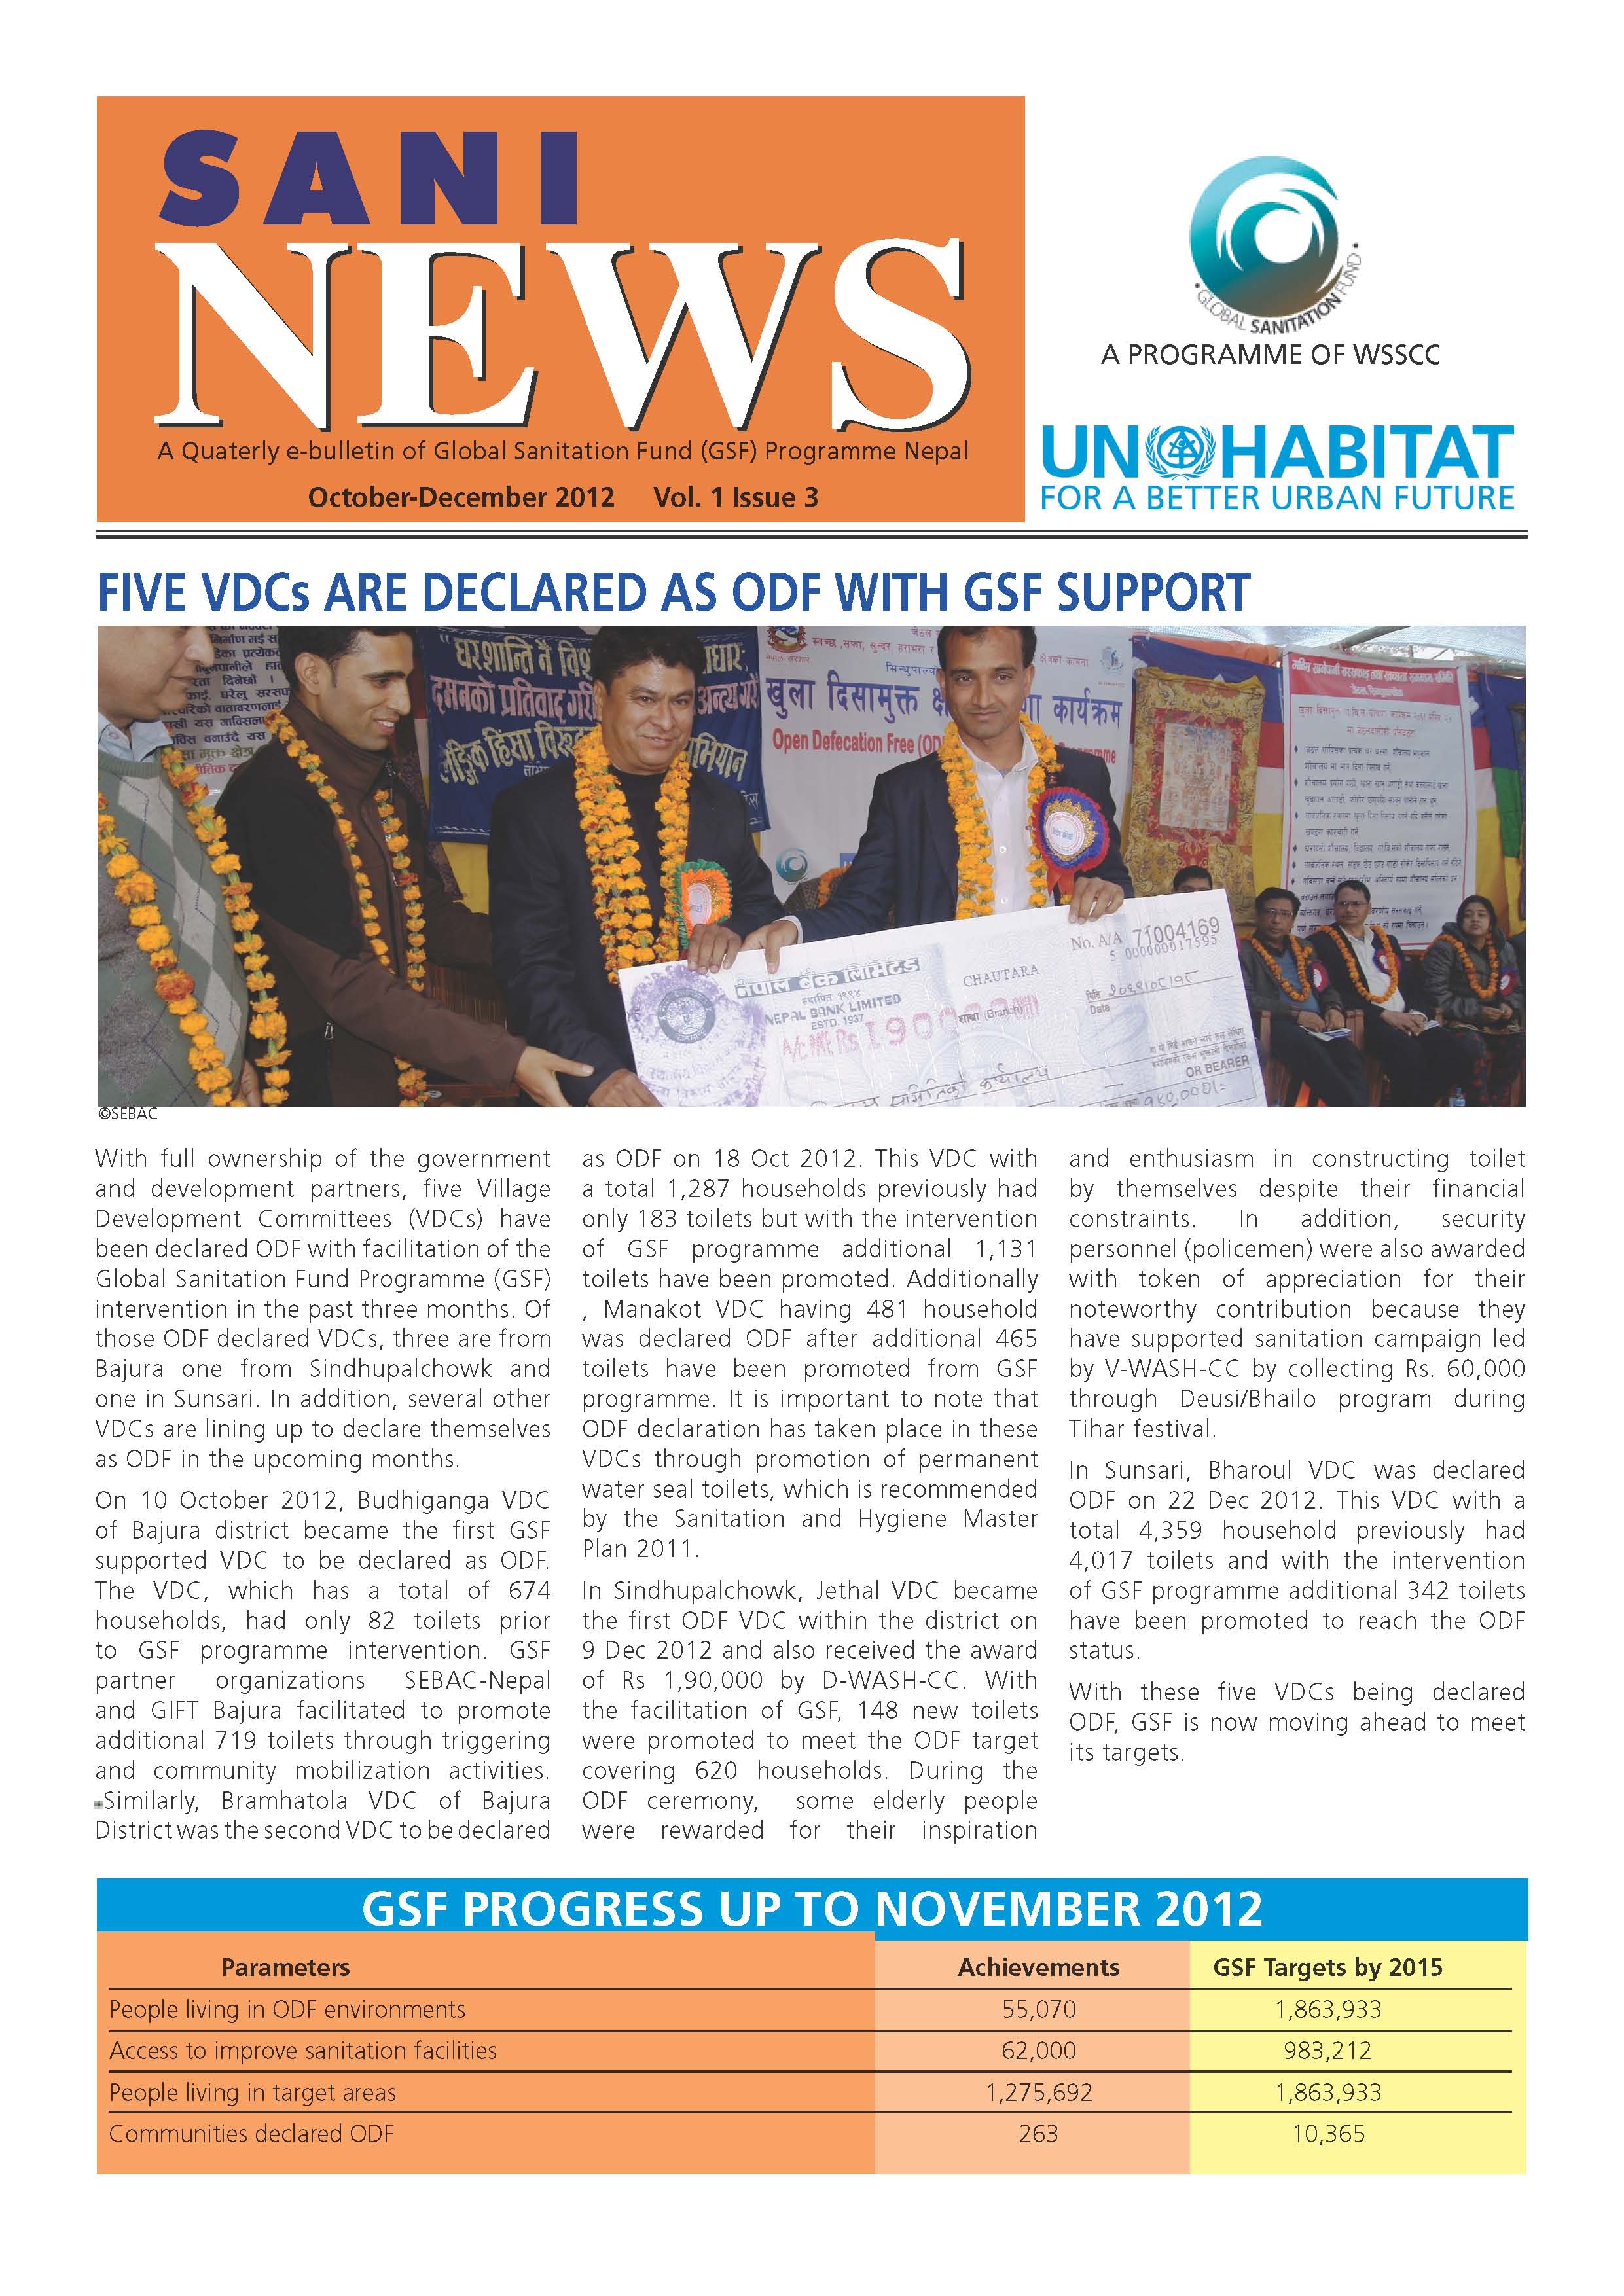 SANI
NEWS
A Quaterly e-bulletin of Global Sanitation Fund (GSF) Programme Nepal
October-December 2012 Vol. 1 Issue 3
GLOBAL SANITATION FUND
A PROGRAMME OF WSSCC
UN HABITAT
FOR A BETTER URBAN FUTURE
FIVE VDCs ARE DECLARED AS ODF WITH GSF SUPPORT
खुला दिसामुक्त
कार्यक्रम
Open Defecation Free (OD
No. A/A 71004169
S 000000017595
CHAUTARA
नेपाल बैंक लिमिटेड
स्थापित १९९४
NEPAL BANK LIMITED
ESTD. 1937
शाखा (Branch)
मिति
Date
OR BEARER
©SEBAC
With full ownership of the government
and development partners, five Village
Development Committees (VDCs) have
been declared ODF with facilitation of the
Global Sanitation Fund Programme (GSF)
intervention in the past three months. Of
those ODF declared VDCs, three are from
Bajura one from Sindhupalchowk and
one in Sunsari. In addition, several other
VDCs are lining up to declare themselves
as ODF in the upcoming months.
On 10 October 2012, Budhiganga VDC
of Bajura district became the first GSF
supported VDC to be declared as ODF.
The VDC, which has a total of 674
households, had only 82 toilets prior
to GSF programme intervention. GSF
partner organizations SEBAC-Nepal
and GIFT Bajura facilitated to promote
additional 719 toilets through triggering
and community mobilization activities.
Similarly, Bramhatola VDC of Bajura
District was the second VDC to be declared
as ODF on 18 Oct 2012. This VDC with
a total 1,287 households previously had
only 183 toilets but with the intervention
of GSF programme additional 1,131
toilets have been promoted. Additionally
, Manakot VDC having 481 household
was declared ODF after additional 465
toilets have been promoted from GSF
programme. It is important to note that
ODF declaration has taken place in these
VDCs through promotion of permanent
water seal toilets, which is recommended
by the Sanitation and Hygiene Master
Plan 2011.
In Sindhupalchowk, Jethal VDC became
the first ODF VDC within the district on
9 Dec 2012 and also received the award
of Rs 1,90,000 by D-WASH-CC. With
the facilitation of GSF, 148 new toilets
were promoted to meet the ODF target
covering 620 households. During the
ODF ceremony, some elderly people
were rewarded for their inspiration
and enthusiasm in constructing toilet
by themselves despite their financial
constraints. In addition, security
personnel (policemen) were also awarded
with token of appreciation for their
noteworthy contribution because they
have supported sanitation campaign led
by V-WASH-CC by collecting Rs. 60,000
through Deusi/Bhailo program during
Tihar festival.
In Sunsari, Bharoul VDC was declared
ODF on 22 Dec 2012. This VDC with a
total 4,359 household previously had
4,017 toilets and with the intervention
of GSF programme additional 342 toilets
have been promoted to reach the ODF
status.
With these five VDCs being declared
ODF, GSF is now moving ahead to meet
its targets.
GSF PROGRESS UP TO NOVEMBER 2012
Parameters Achievements GSF Targets by 2015
People living in ODF environments 55,070 1,863,933
Access to improve sanitation facilities 62,000 983,212
People living in target areas 1,275,692 1,863,933
Communities declared ODF 263 10,365